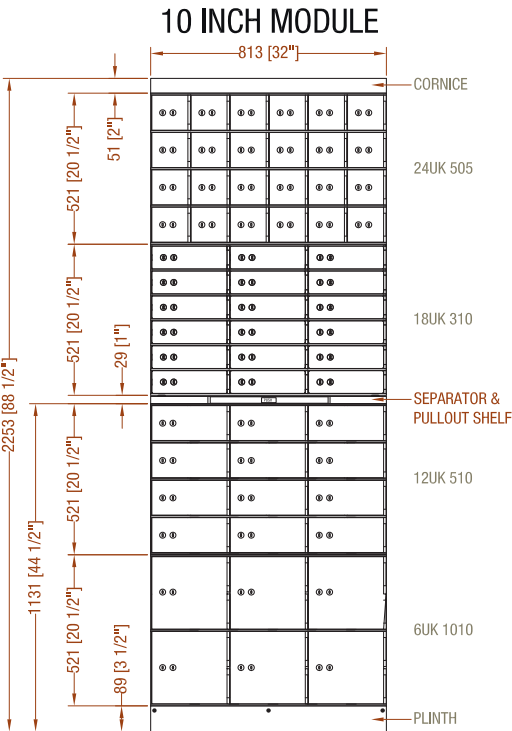 10 INCH MODULE
813 [32"]
CORNICE
51 [2"]
521 [20 1/2"]
24UK 505
521 [20 1/2"]
18UK 310
29 [1"]
2253 [88 1/2"]
SEPARATOR &
PULLOUT SHELF
521 [20 1/2"]
12UK 510
1131 [44 1/2"]
521 [20 1/2"]
6UK 1010
89 [3 1/2"]
PLINTH